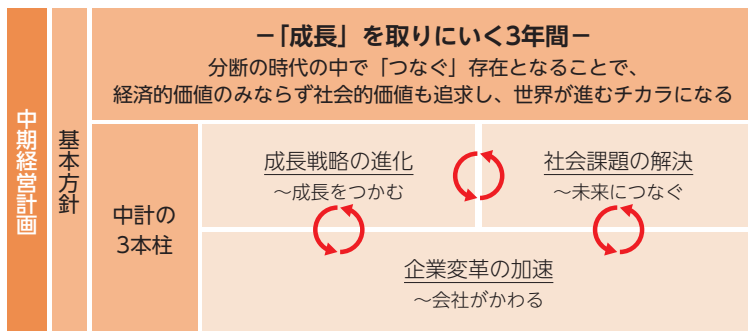 中期経営計画
基本方針
－「成長」を取りにいく3年間－
分断の時代の中で「つなぐ」存在となることで、
経済的価値のみならず社会的価値も追求し、世界が進むチカラになる
中計の
3本柱
成長戦略の進化
～成長をつかむ
社会課題の解決
～未来につなぐ
企業変革の加速
～会社がかわる